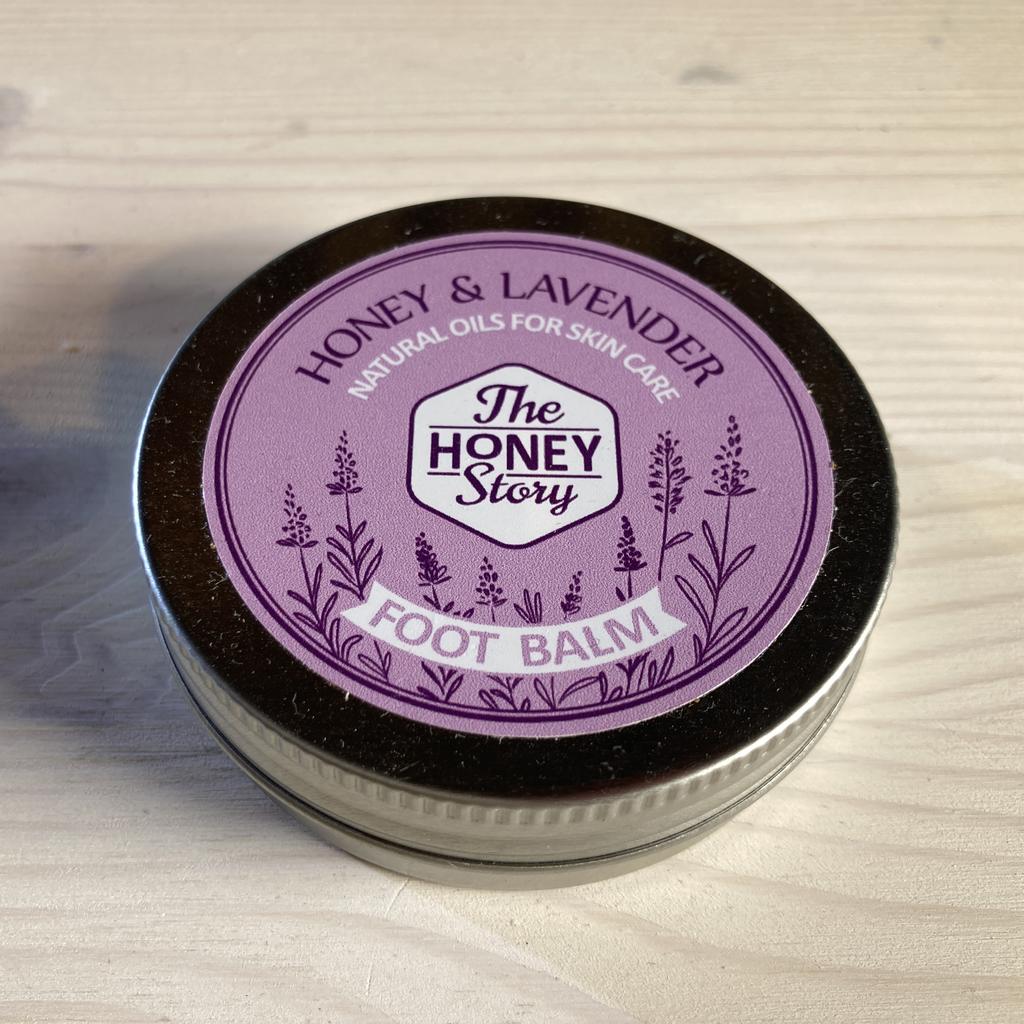 HONEY & LAVENDER
NATURAL OILS FOR SKIN CARE
The
HONEY
Story
FOOT BALM